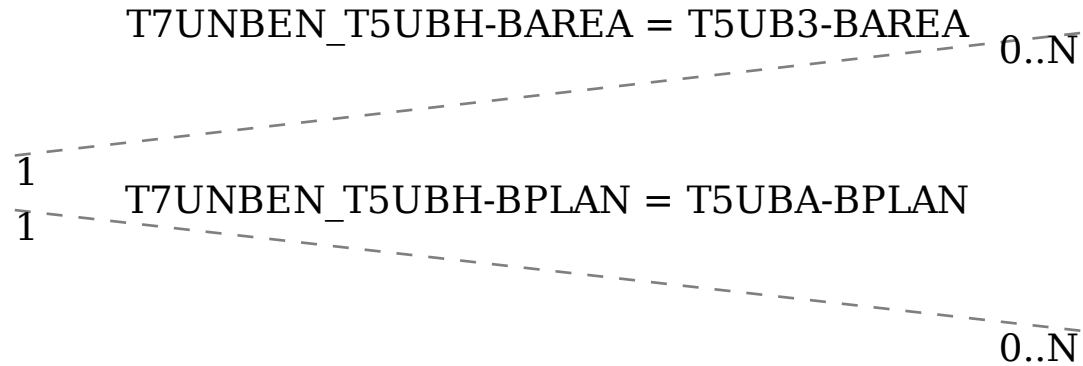 T7UNBEN_T5UBH-BAREA = T5UB3-BAREA
0..N
1
T7UNBEN_T5UBH-BPLAN = T5UBA-BPLAN
1
0..N